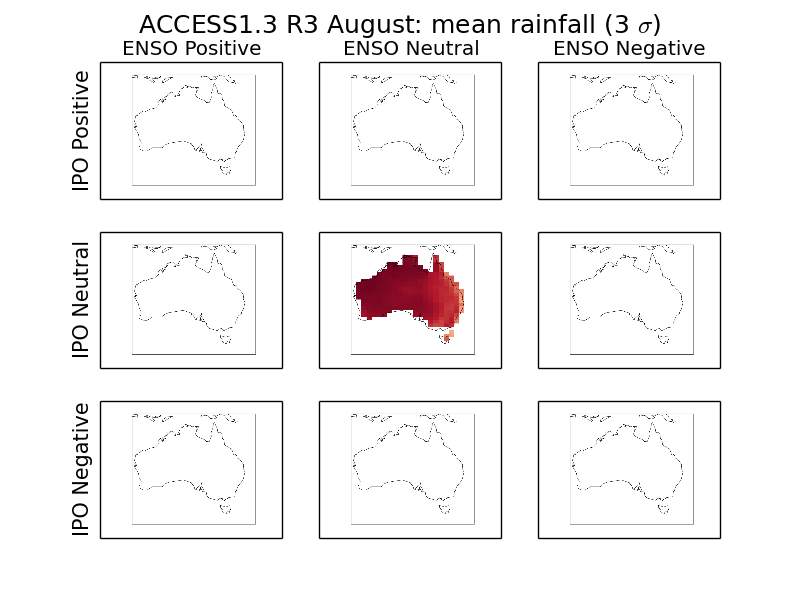 ACCESS1.3 R3 August: mean rainfall (3 σ)
ENSO Positive ENSO Neutral ENSO Negative
IPO Positive
IPO Neutral
IPO Negative